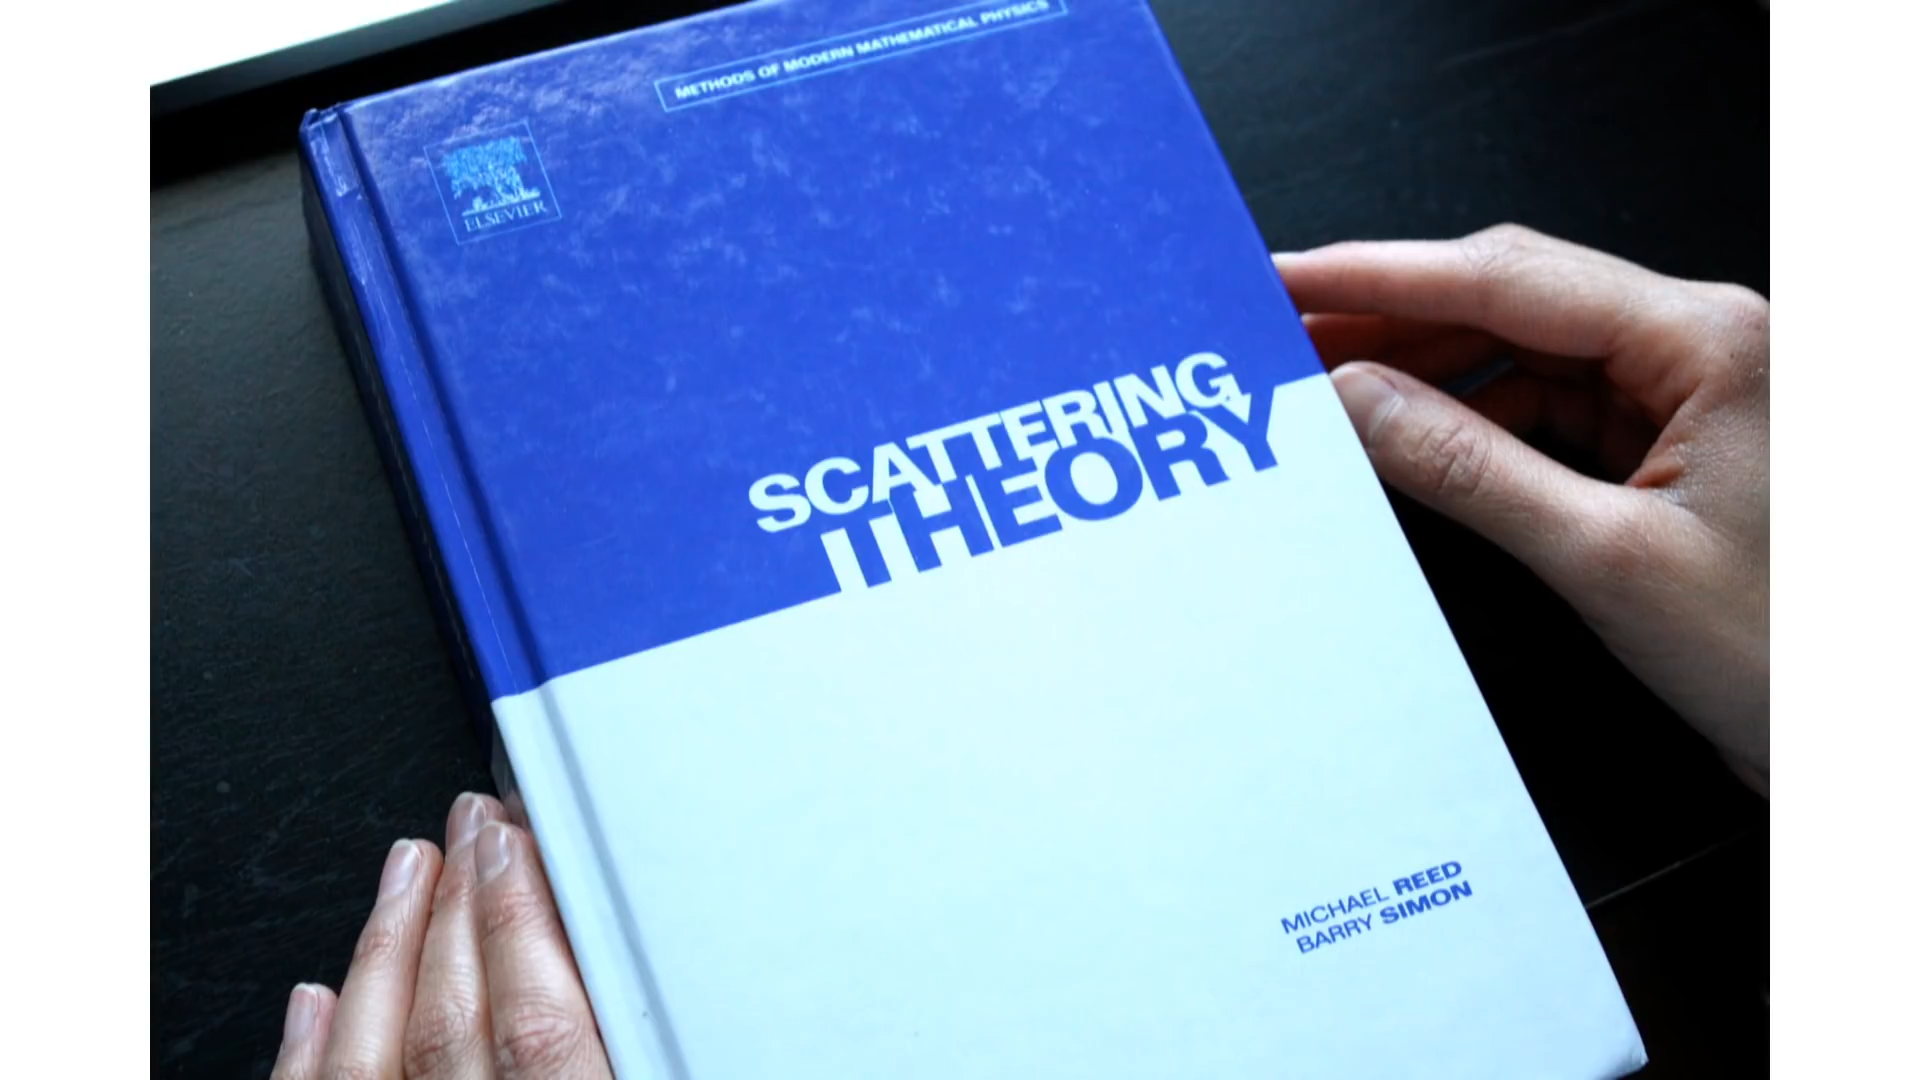 METHODS OF MODERN MATHEMATICAL PHYSICS
ELSEVIER
SCATTERING
THEORY
MICHAEL REED
BARRY SIMON